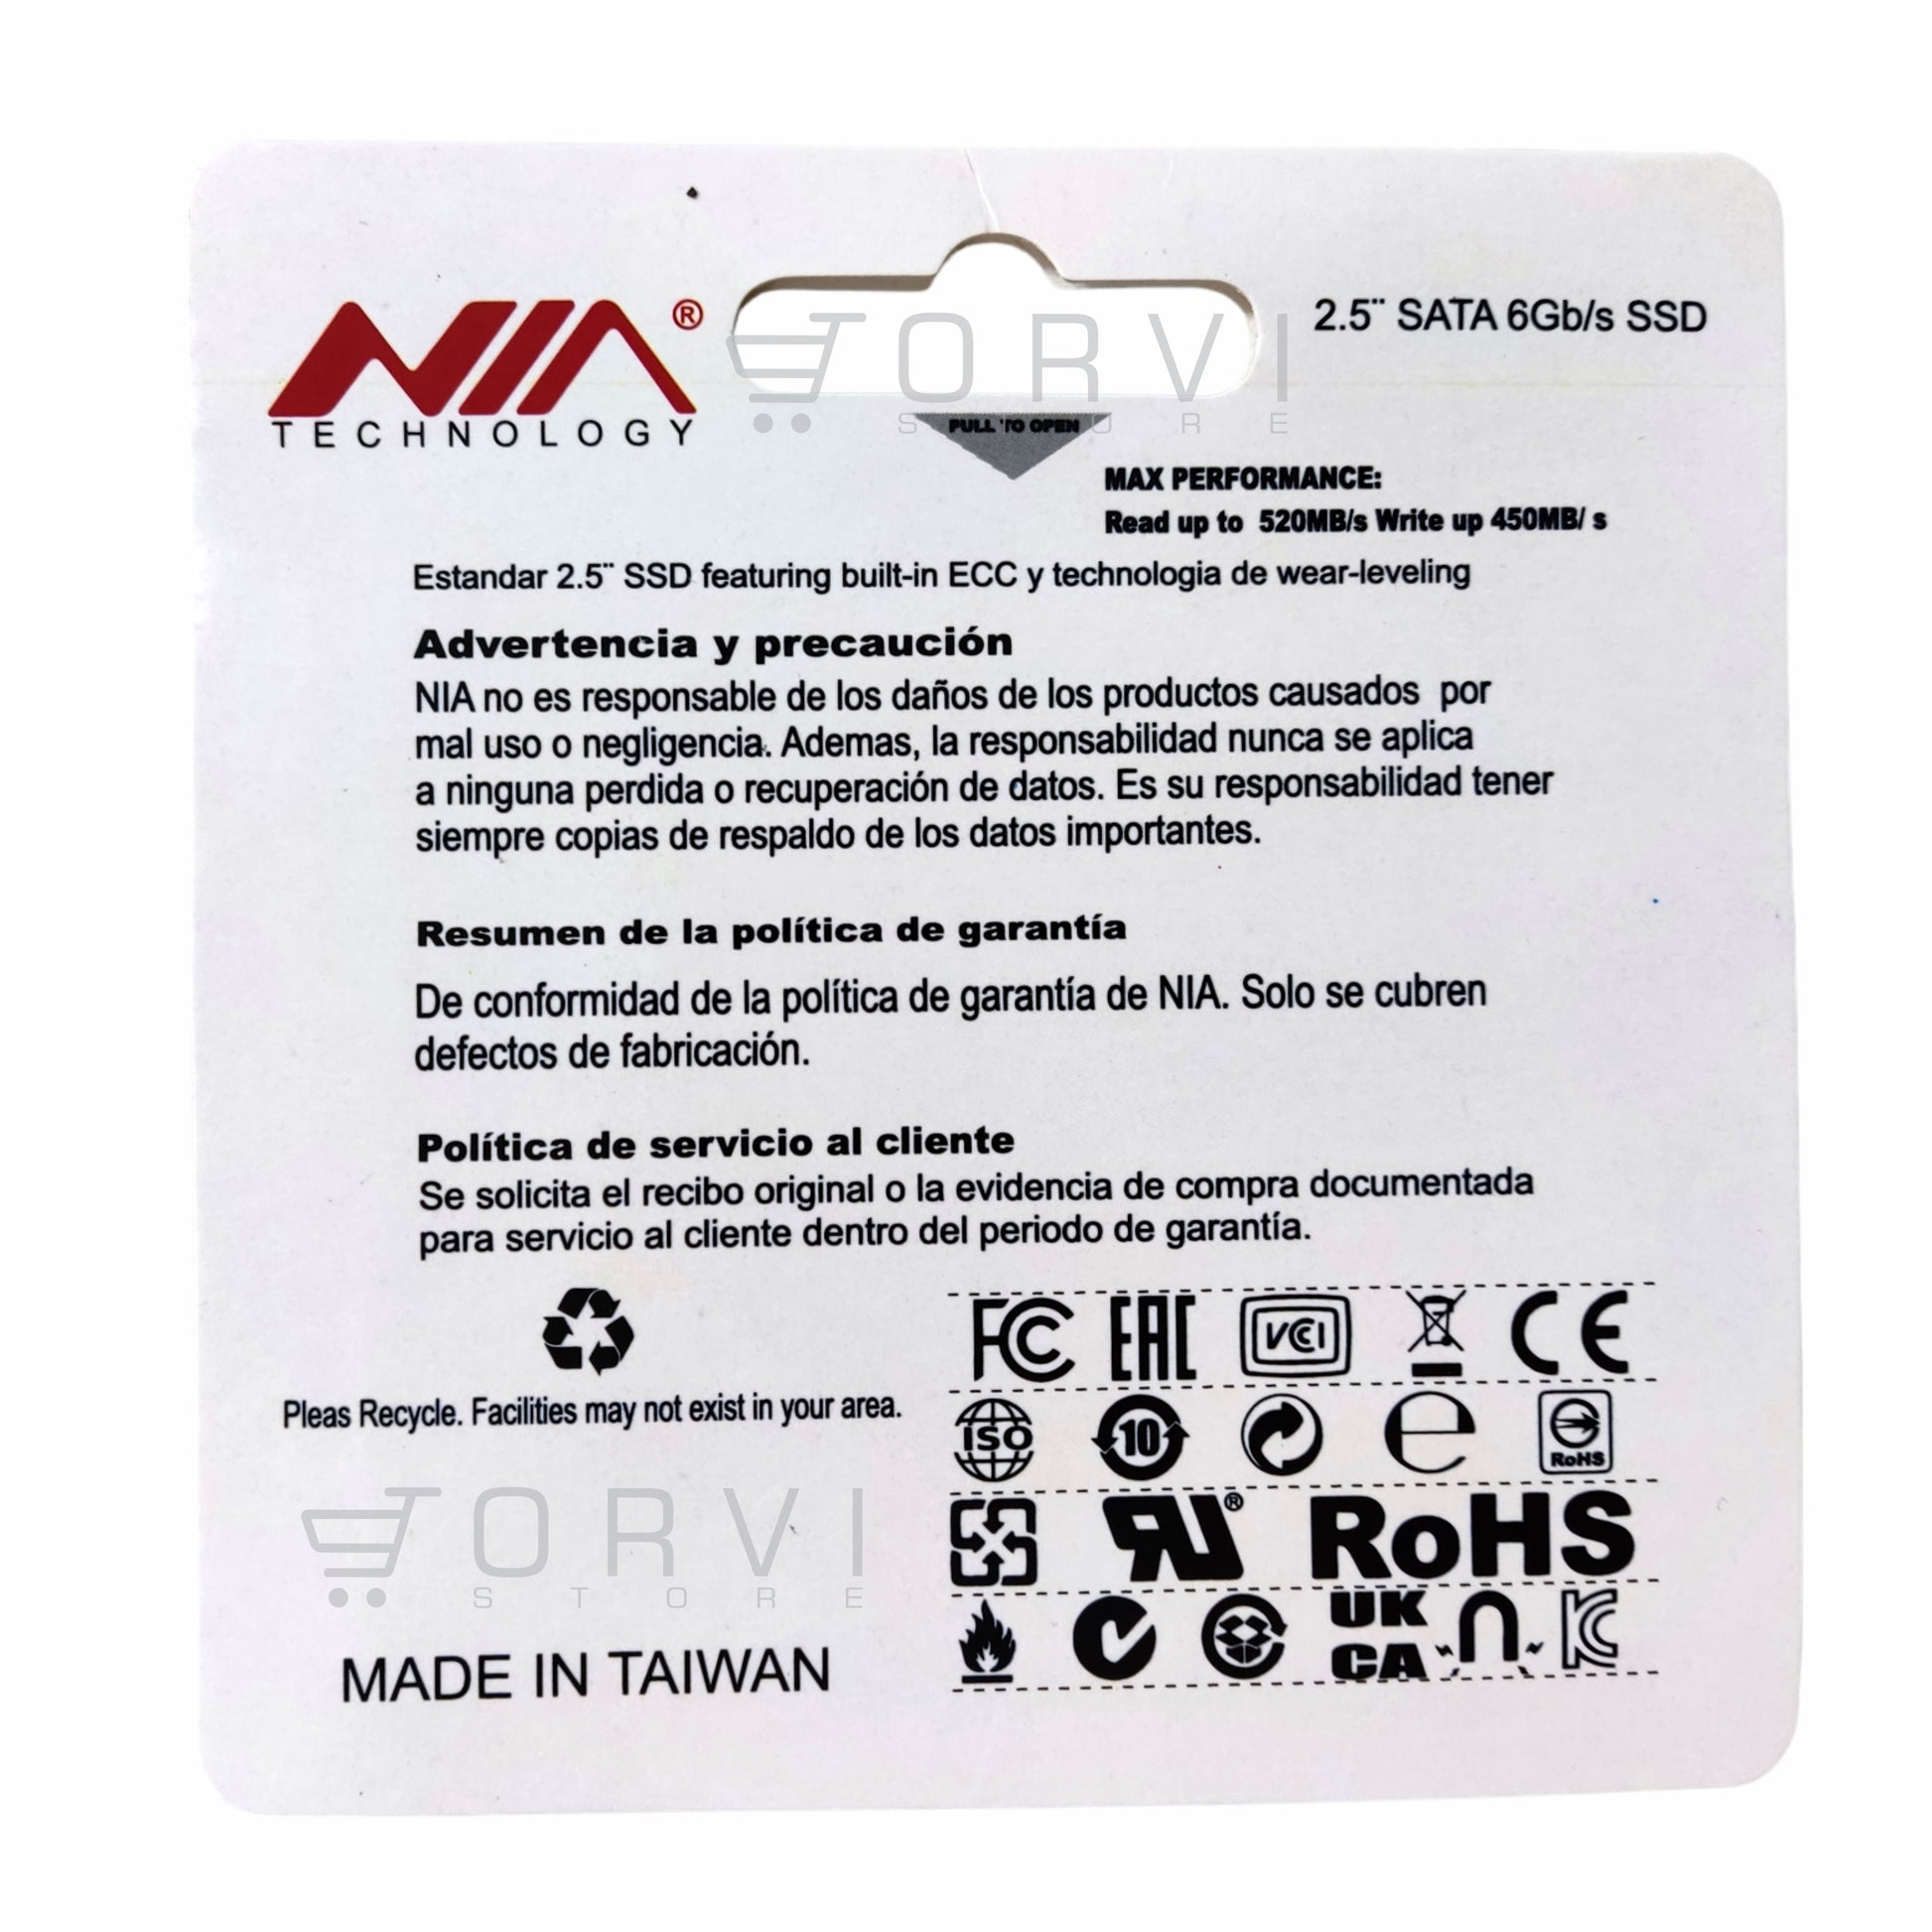 NIA®
TECHNOLOGY
TORVI
STORE
2.5¨ SATA 6Gb/s SSD
PULL TO OPEN
MAX PERFORMANCE:
Read up to  520MB/s Write up 450MB/ s
Estandar 2.5¨ SSD featuring built-in ECC y technologia de wear-leveling
Advertencia y precaución
NIA no es responsable de los daños de los productos causados  por
mal uso o negligencia. Ademas, la responsabilidad nunca se aplica
a ninguna perdida o recuperación de datos. Es su responsabilidad tener
siempre copias de respaldo de los datos importantes.
Resumen de la política de garantía
De conformidad de la política de garantía de NIA. Solo se cubren
defectos de fabricación.
Política de servicio al cliente
Se solicita el recibo original o la evidencia de compra documentada
para servicio al cliente dentro del periodo de garantía.
Pleas Recycle. Facilities may not exist in your area.
FC EAC VCCI CE
ISO 10 e RoHS
RU® RoHS
UK
CA KC
TORVI
STORE
MADE IN TAIWAN